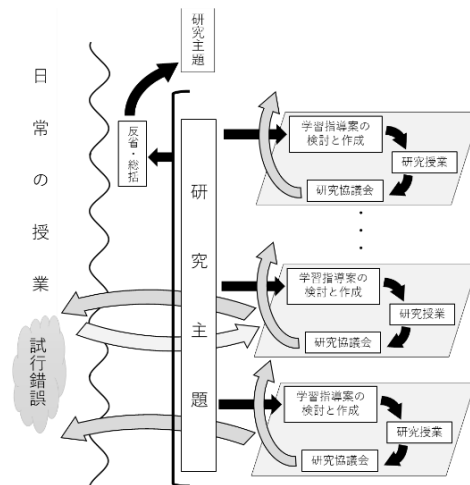 研究主題
日常の授業
反省・総括
研究主題
学習指導案の
検討と作成
研究授業
研究協議会
学習指導案の
検討と作成
研究授業
研究協議会
試行錯誤
学習指導案の
検討と作成
研究授業
研究協議会